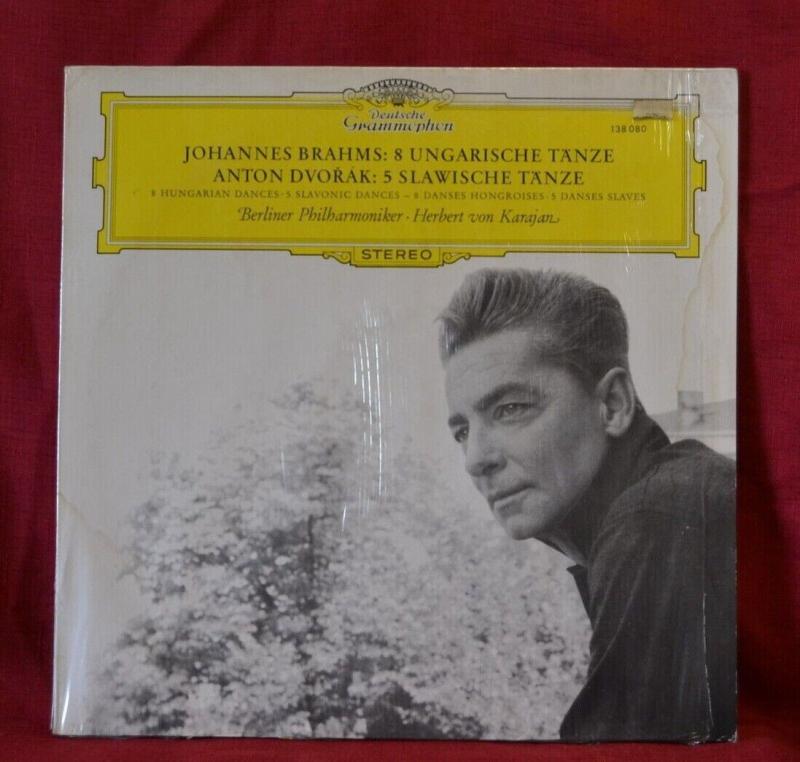 Deutsche
Grammophon
138 080
JOHANNES BRAHMS: 8 UNGARISCHE TÄNZE
ANTON DVOŘÁK: 5 SLAWISCHE TÄNZE
8 HUNGARIAN DANCES · 5 SLAVONIC DANCES – 8 DANSES HONGROISES · 5 DANSES SLAVES
Berliner Philharmoniker · Herbert von Karajan
STEREO